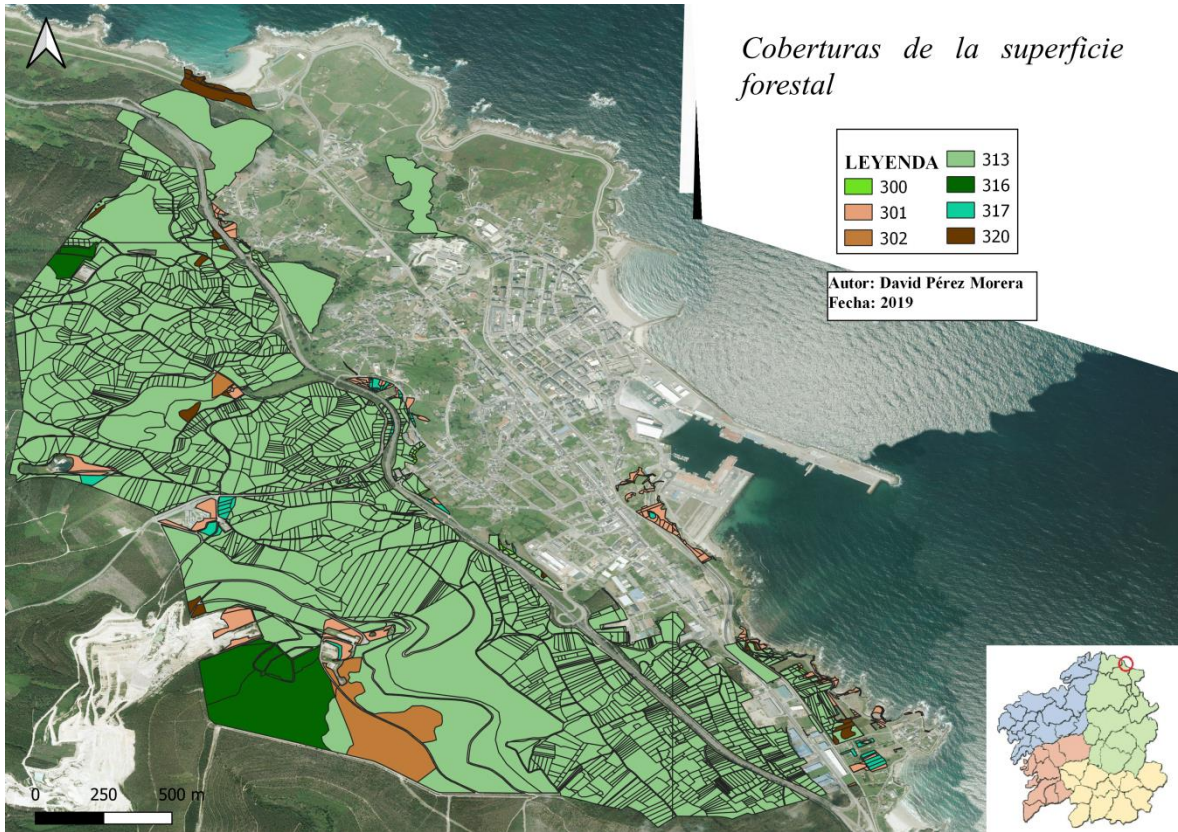 Coberturas de la superficie
forestal
LEYENDA
300
301
302
313
316
317
320
Autor: David Pérez Morera
Fecha: 2019
0 250 500 m